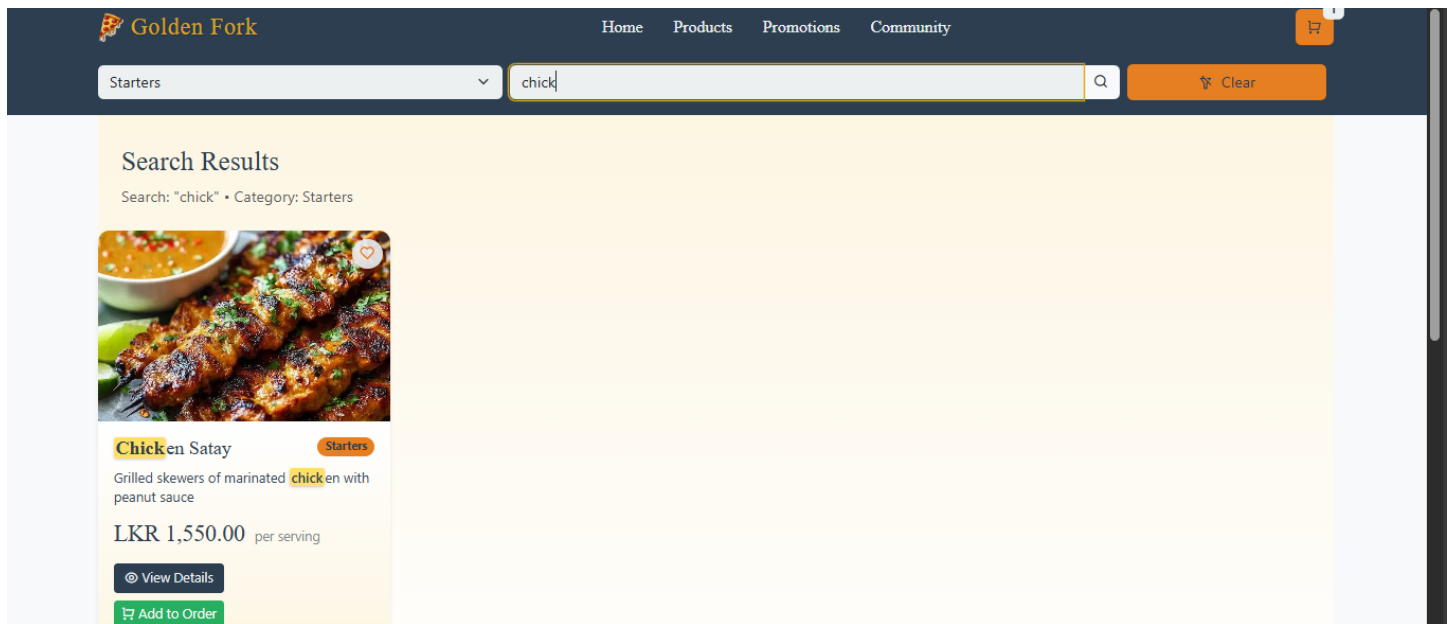 Golden Fork Home Products Promotions Community 1
Starters chick Clear
Search Results
Search: "chick" • Category: Starters
Chicken Satay Starters
Grilled skewers of marinated chicken with
peanut sauce
LKR 1,550.00 per serving
View Details
Add to Order